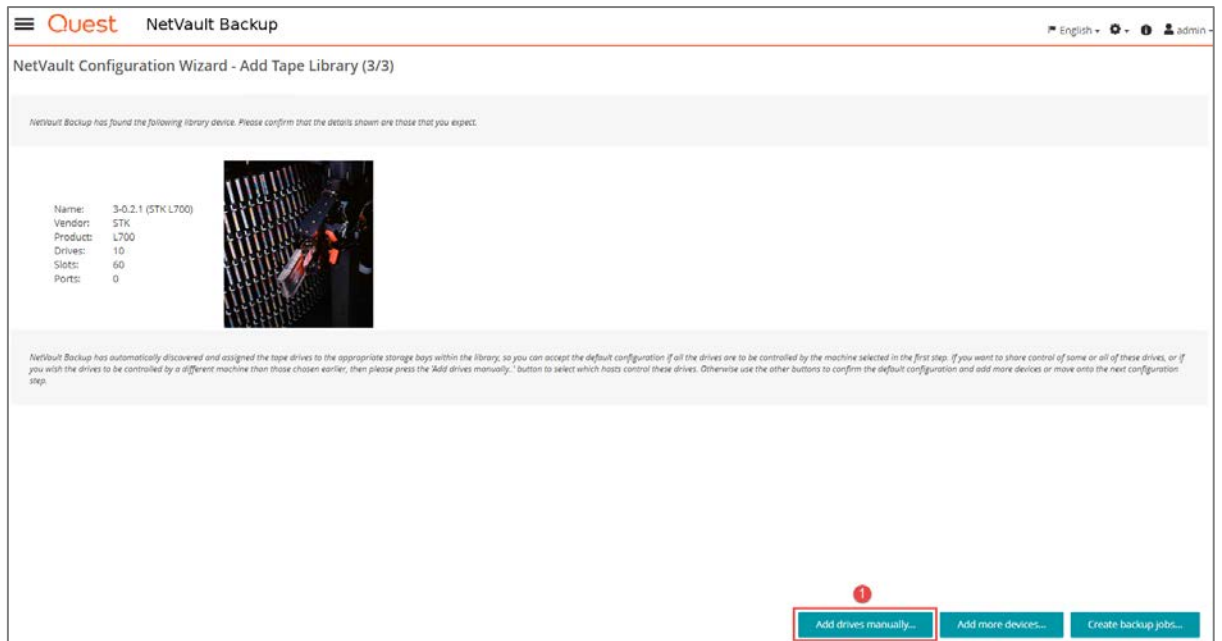 Quest NetVault Backup
English admin
NetVault Configuration Wizard - Add Tape Library (3/3)
NetVault Backup has found the following library device. Please confirm that the details shown are those that you expect.
Name: 3-0.2.1 (STK L700)
Vendor: STK
Product: L700
Drives: 10
Slots: 60
Ports: 0
NetVault Backup has automatically discovered and assigned the tape drives to the appropriate storage bays within the library, so you can accept the default configuration if all the drives are to be controlled by the machine selected in the first step. If you want to share control of some or all of these drives, or if
you wish the drives to be controlled by a different machine than those chosen earlier, then please press the 'Add drives manually..' button to select which hosts control these drives. Otherwise use the other buttons to confirm the default configuration and add more devices or move onto the next configuration
step.
1
Add drives manually... Add more devices... Create backup jobs...